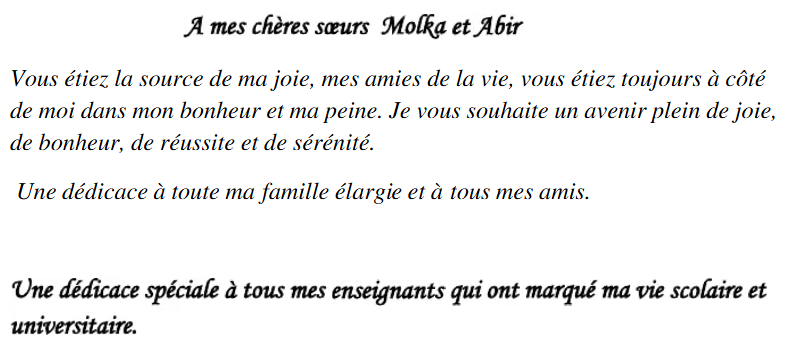 A mes chères sœurs Molka et Abir
Vous étiez la source de ma joie, mes amies de la vie, vous étiez toujours à côté
de moi dans mon bonheur et ma peine. Je vous souhaite un avenir plein de joie,
de bonheur, de réussite et de sérénité.
Une dédicace à toute ma famille élargie et à tous mes amis.
Une dédicace spéciale à tous mes enseignants qui ont marqué ma vie scolaire et
universitaire.